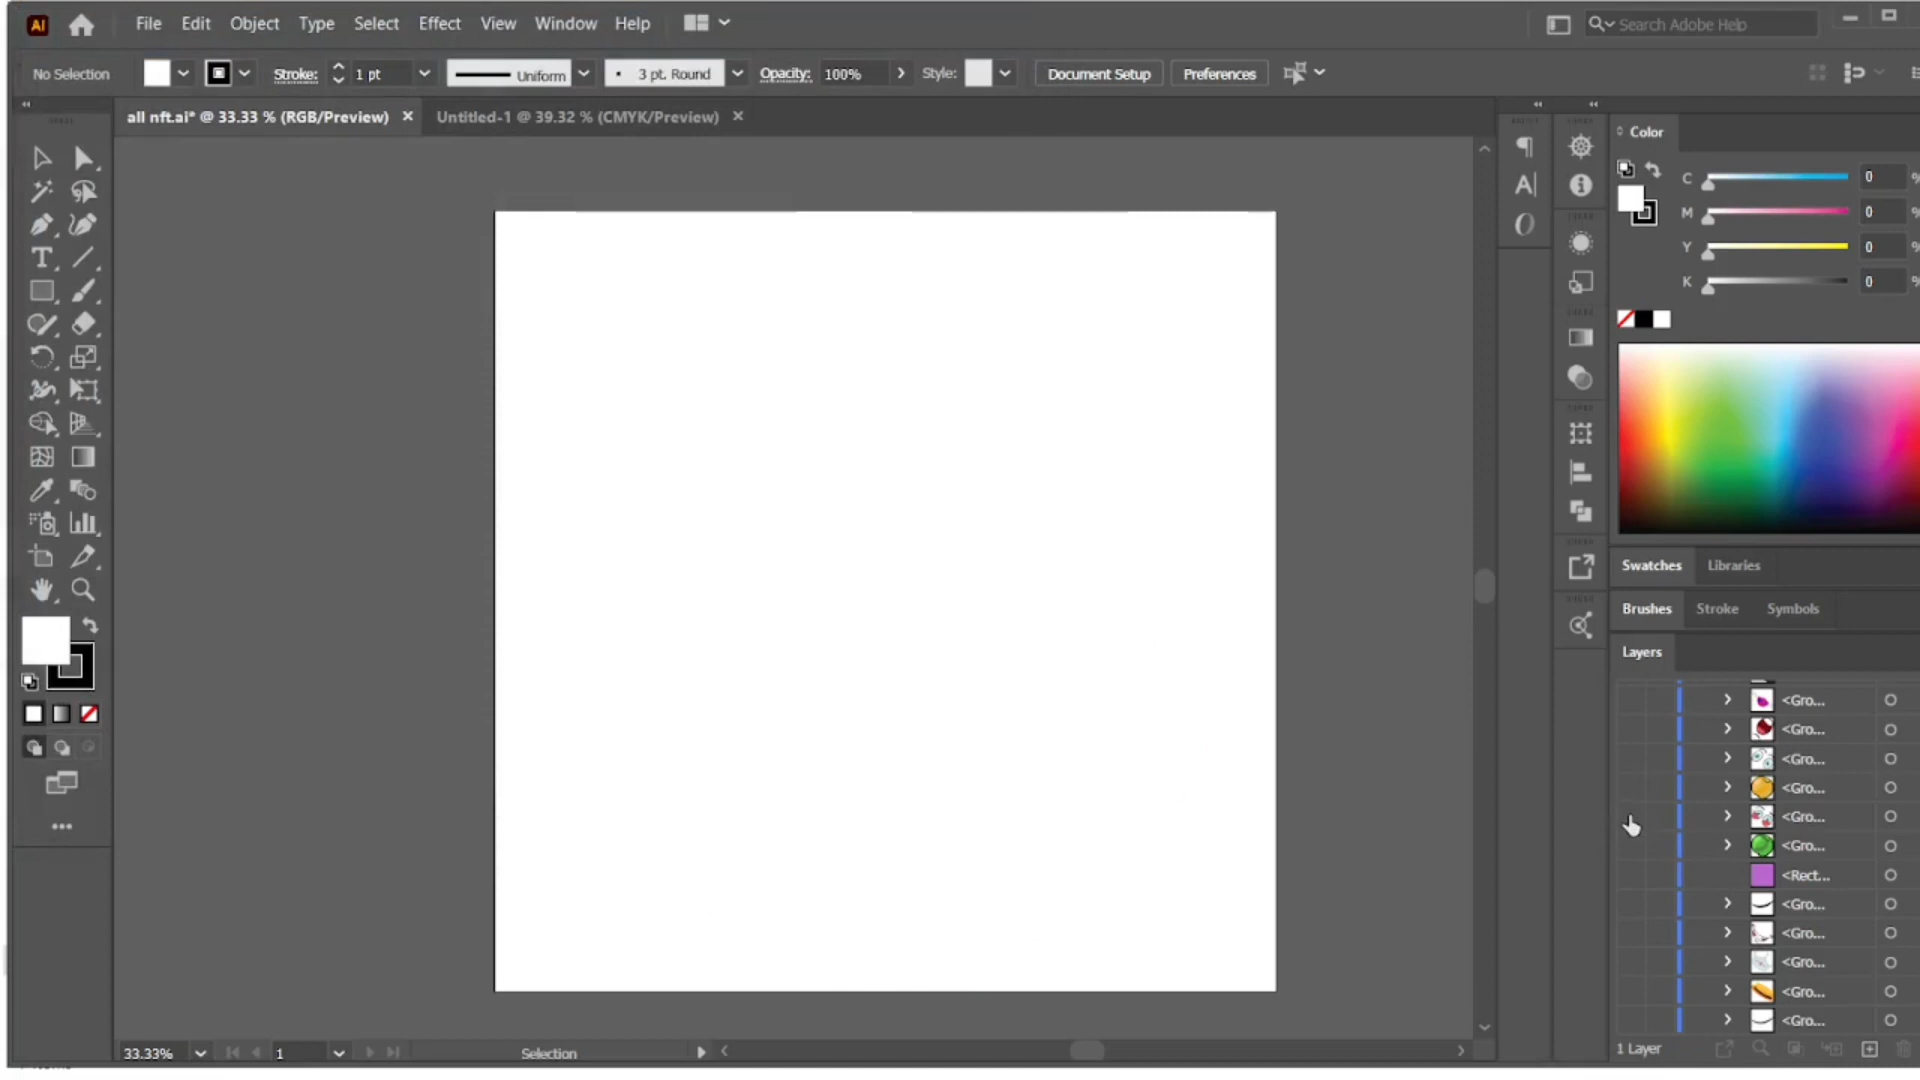 Ai File Edit Object Type Select Effect View Window Help Search Adobe Help
No Selection Stroke: 1 pt Uniform 3 pt. Round Opacity: 100% Style: Document Setup Preferences
all nft.ai* @ 33.33 % (RGB/Preview) × Untitled-1 @ 39.32 % (CMYK/Preview) ×
Color
C 0 %
M 0 %
Y 0 %
K 0 %
Swatches Libraries
Brushes Stroke Symbols
Layers
<Gro...
<Gro...
<Gro...
<Gro...
<Gro...
<Gro...
<Rect...
<Gro...
<Gro...
<Gro...
<Gro...
<Gro...
33.33% 1 Selection
1 Layer